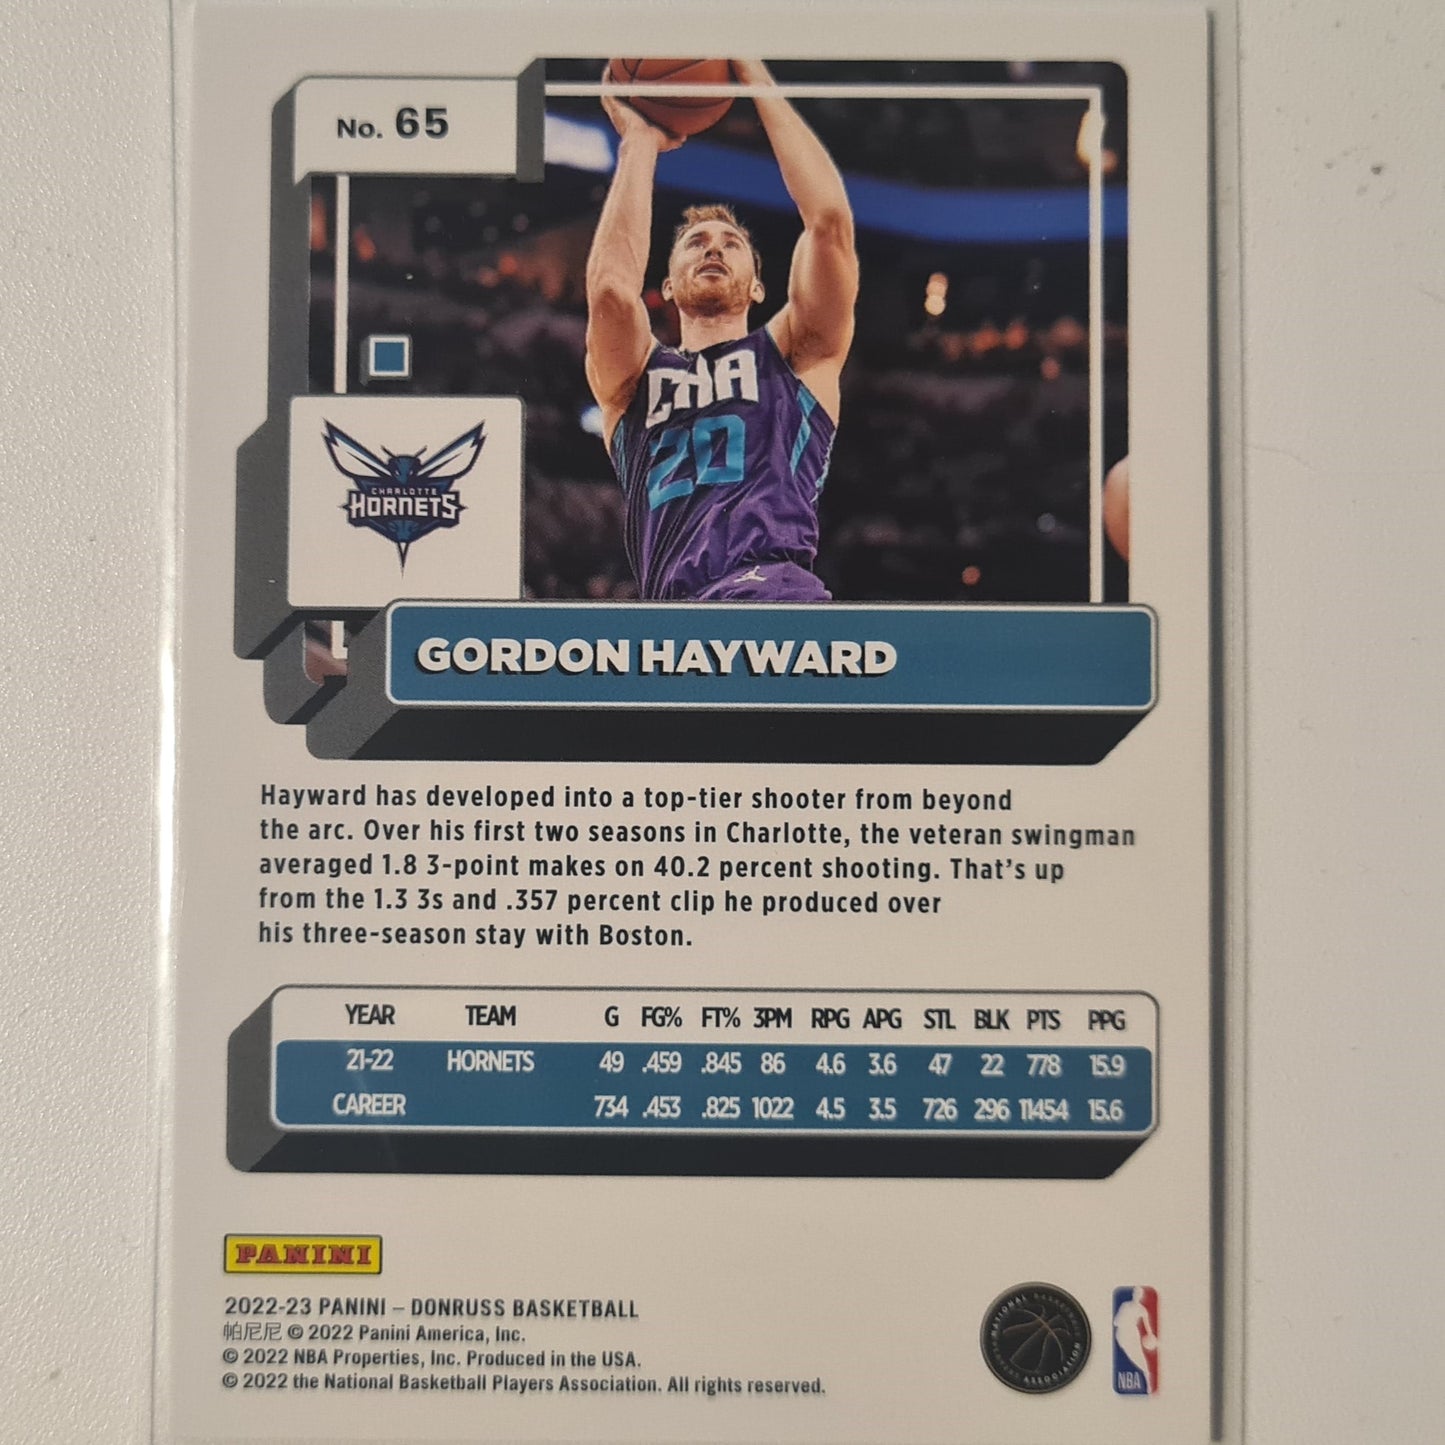 No. 65
CHA
20
CHARLOTTE
HORNETS
GORDON HAYWARD
Hayward has developed into a top-tier shooter from beyond
the arc. Over his first two seasons in Charlotte, the veteran swingman
averaged 1.8 3-point makes on 40.2 percent shooting. That's up
from the 1.3 3s and .357 percent clip he produced over
his three-season stay with Boston.
YEAR TEAM G FG% FT% 3PM RPG APG STL BLK PTS PPG
21-22 HORNETS 49 .459 .845 86 4.6 3.6 47 22 778 15.9
CAREER 734 .453 .825 1022 4.5 3.5 726 296 11454 15.6
PANINI
2022-23 PANINI – DONRUSS BASKETBALL
帕尼尼 © 2022 Panini America, Inc.
© 2022 NBA Properties, Inc. Produced in the USA.
© 2022 the National Basketball Players Association. All rights reserved.
NATIONAL BASKETBALL PLAYERS ASSOCIATION
NBA